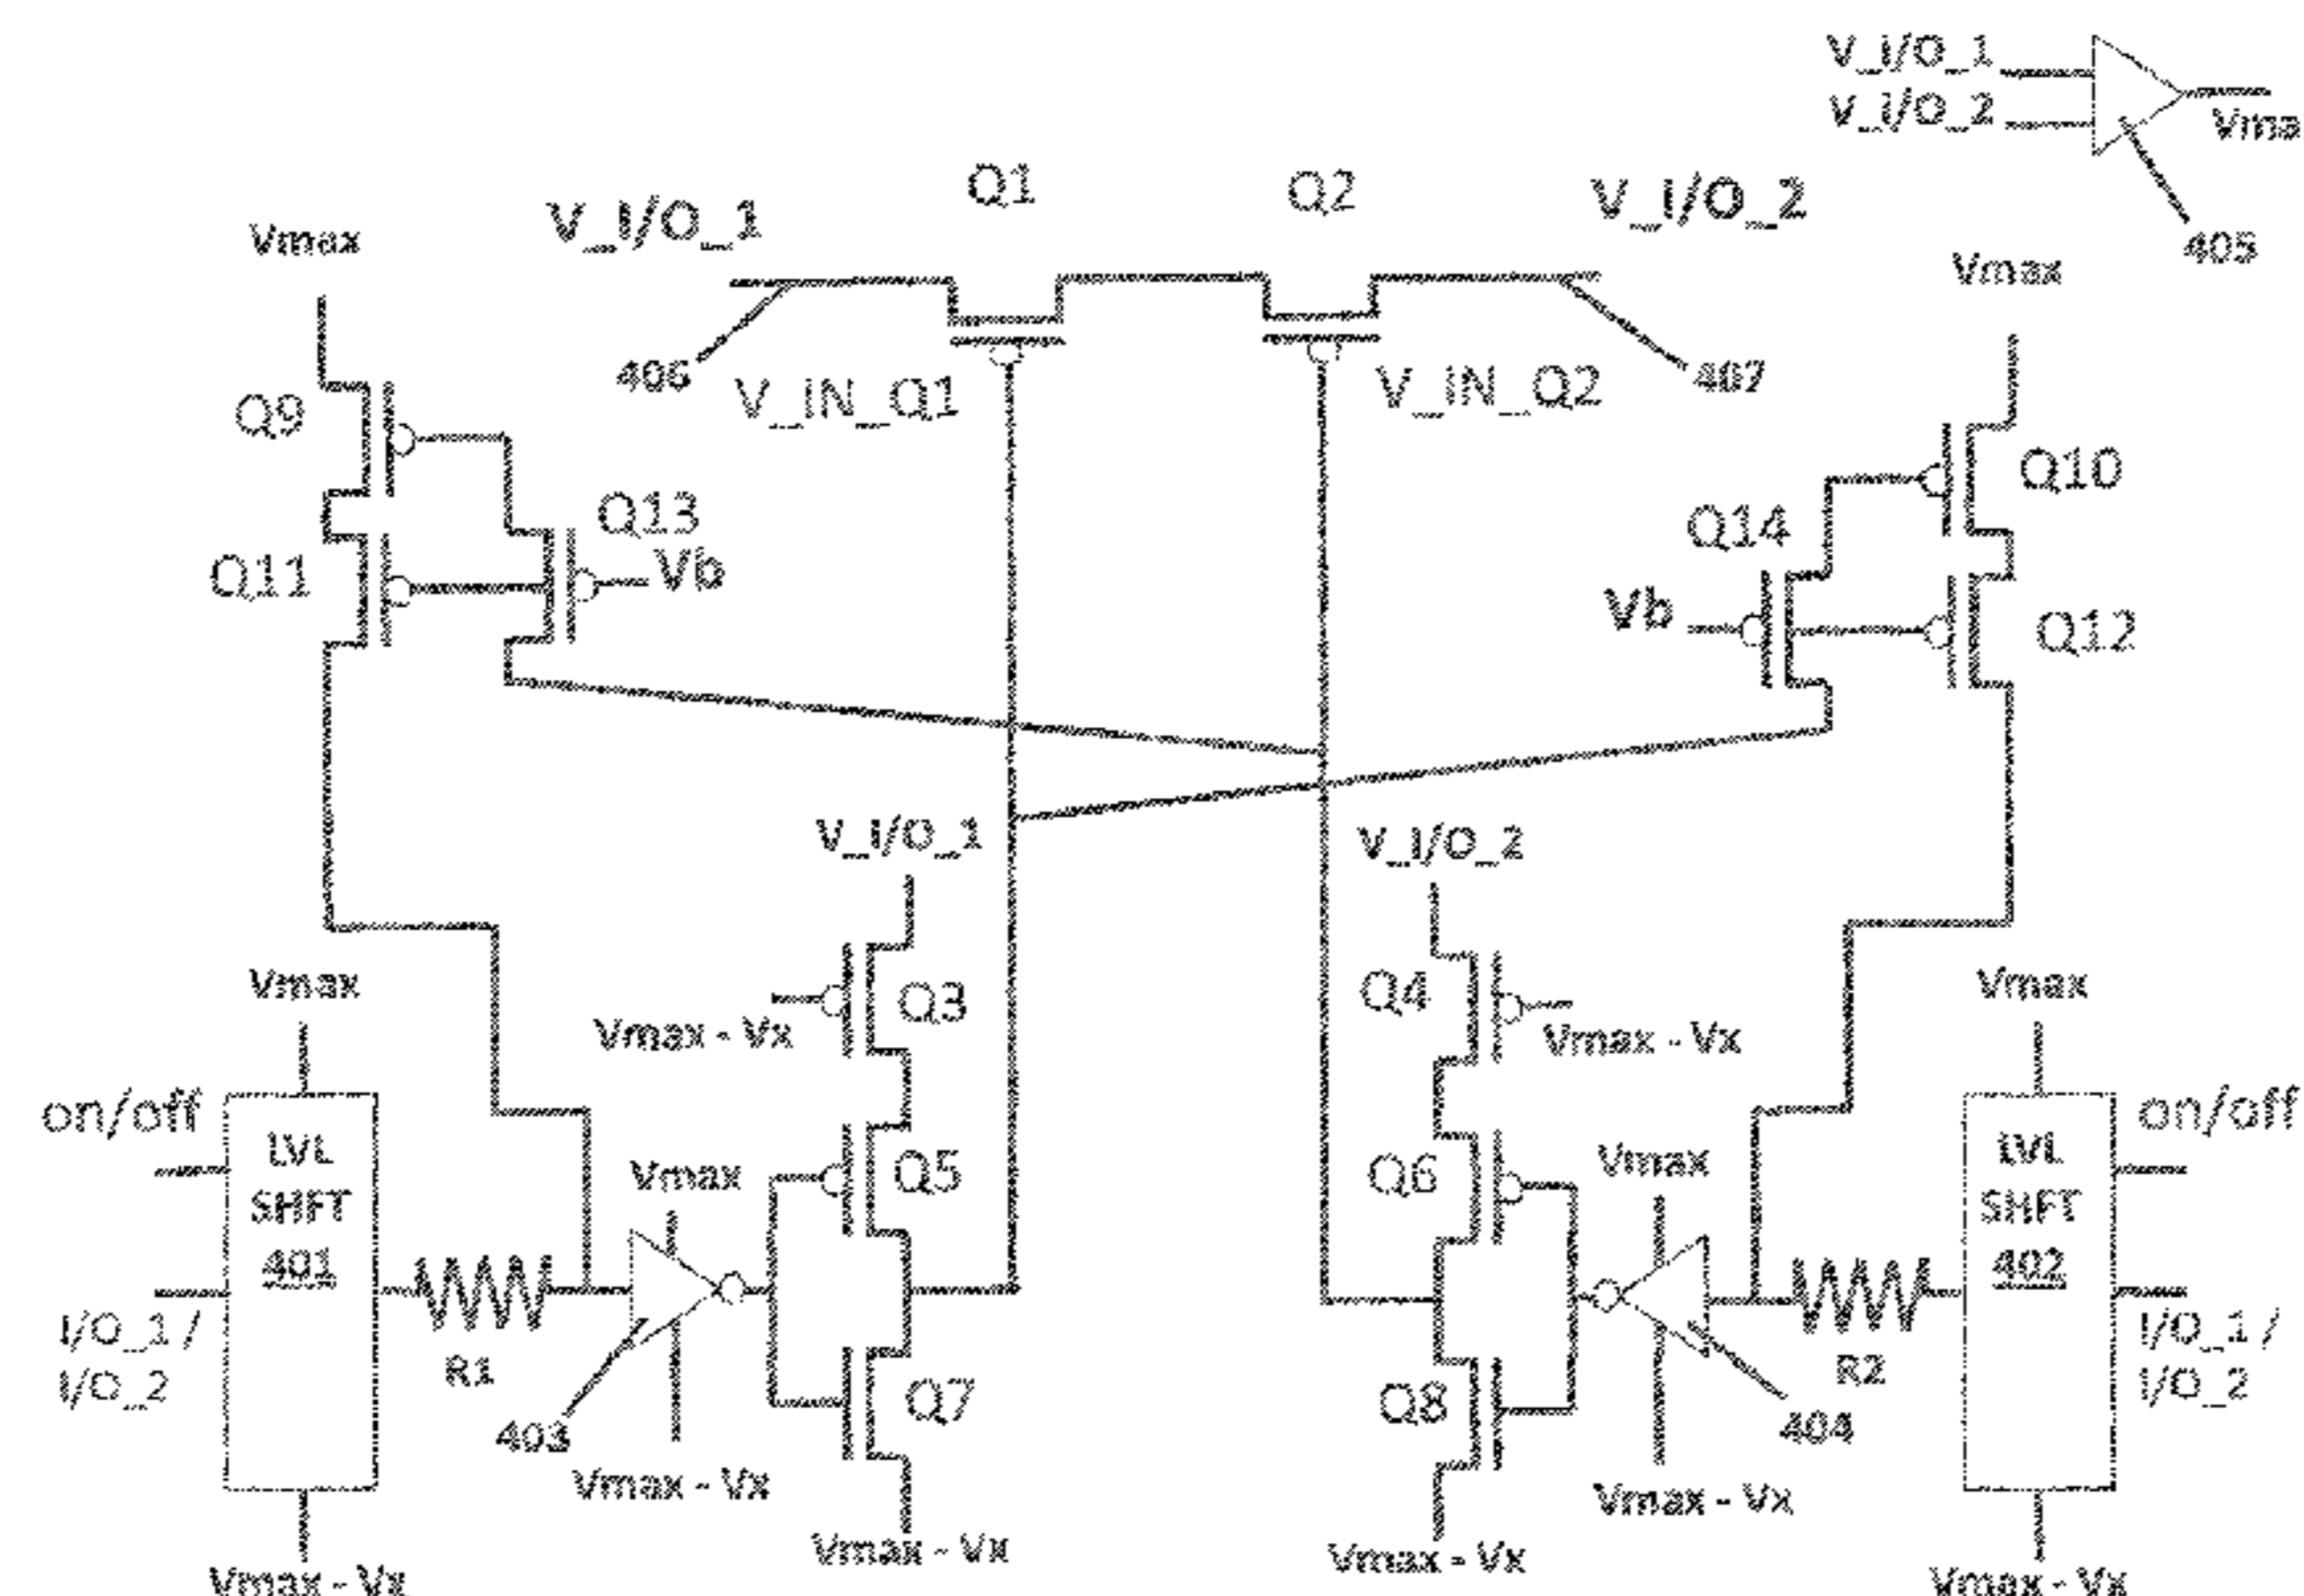 V_I/O_1
V_I/O_2
Vma
405
Q1
Q2
V_I/O_1
V_I/O_2
Vmax
Vmax
406
407
V_IN_Q1
V_IN_Q2
Q9
Q10
Q13
Q14
Vb
Vb
Q11
Q12
V_I/O_1
V_I/O_2
Vmax
Vmax
Q3
Q4
Vmax - Vx
Vmax - Vx
on/off
on/off
LVL
SHFT
401
LVL
SHFT
402
Vmax
Vmax
Q5
Q6
I/O_1 /
I/O_2
I/O_1 /
I/O_2
R1
R2
403
404
Q7
Q8
Vmax - Vx
Vmax - Vx
Vmax - Vx
Vmax - Vx
Vmax - Vx
Vmax - Vx